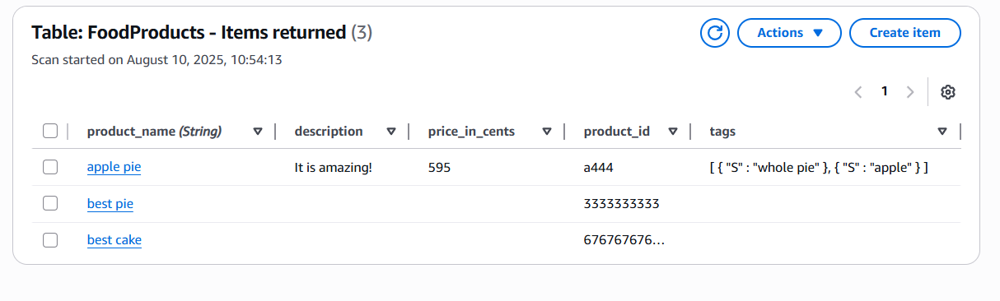 Table: FoodProducts - Items returned (3)
Actions
Create item
Scan started on August 10, 2025, 10:54:13
1
product_name (String) description price_in_cents product_id tags
apple pie It is amazing! 595 a444 [ { "S" : "whole pie" }, { "S" : "apple" } ]
best pie 3333333333
best cake 676767676…